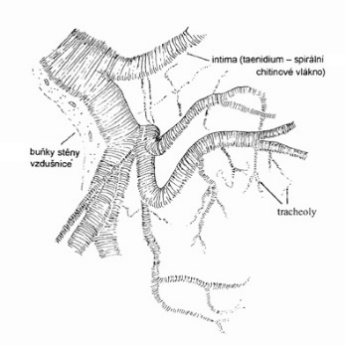 intima (taenidium – spirální
chitinové vlákno)
buňky stěny
vzdušnice
tracheoly